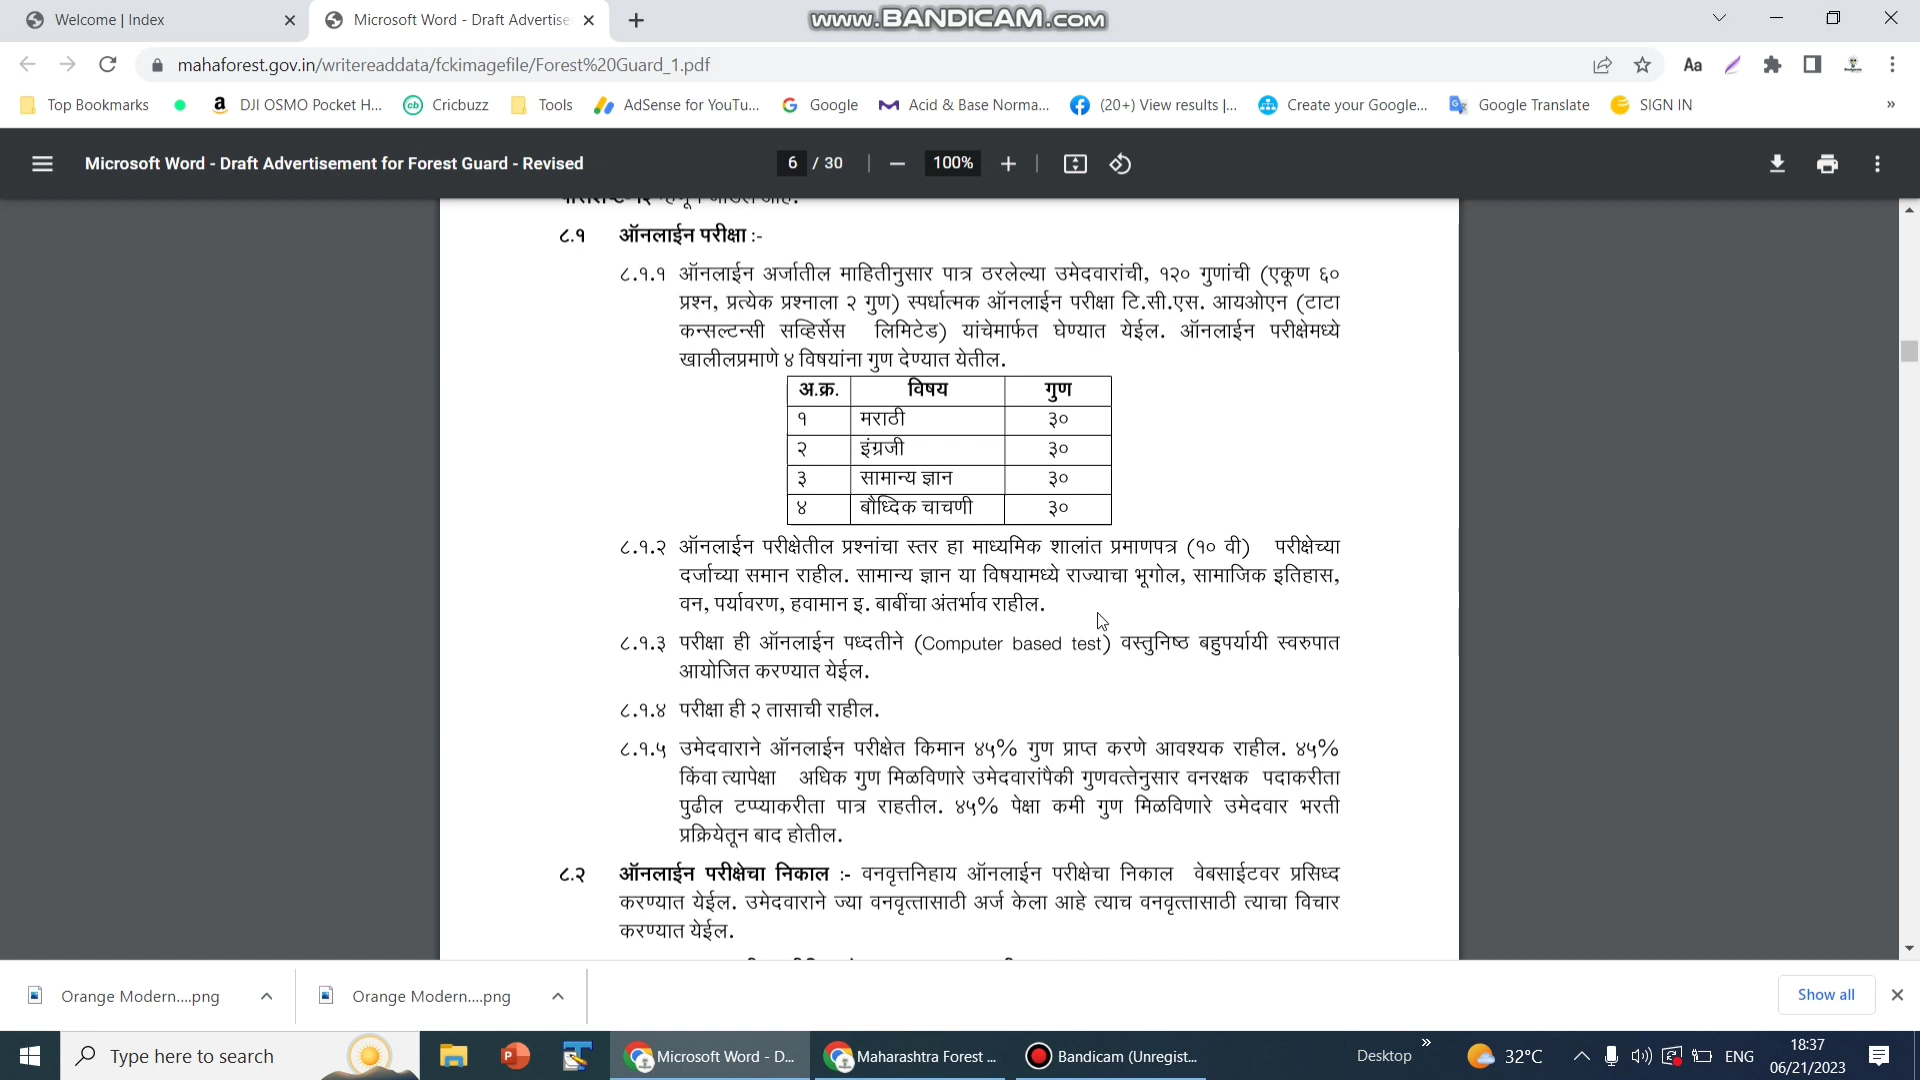 Welcome | Index
Microsoft Word - Draft Advertise
www.BANDICAM.com
mahaforest.gov.in/writereaddata/fckimagefile/Forest%20Guard_1.pdf
Aa
Top Bookmarks
DJI OSMO Pocket H...
Cricbuzz
Tools
AdSense for YouTu...
Google
Acid & Base Norma...
(20+) View results |...
Create your Google...
Google Translate
SIGN IN
»
Microsoft Word - Draft Advertisement for Forest Guard - Revised
6 / 30
100%
८.१ ऑनलाईन परीक्षा :-
८.१.१ ऑनलाईन अर्जातील माहितीनुसार पात्र ठरलेल्या उमेदवारांची, १२० गुणांची (एकूण ६०
प्रश्न, प्रत्येक प्रश्नाला २ गुण) स्पर्धात्मक ऑनलाईन परीक्षा टि.सी.एस. आयओएन (टाटा
कन्सल्टन्सी सव्हिर्सेस लिमिटेड) यांचेमार्फत घेण्यात येईल. ऑनलाईन परीक्षेमध्ये
खालीलप्रमाणे ४ विषयांना गुण देण्यात येतील.
अ.क्र. विषय गुण
१ मराठी ३०
२ इंग्रजी ३०
३ सामान्य ज्ञान ३०
४ बौध्दिक चाचणी ३०
८.१.२ ऑनलाईन परीक्षेतील प्रश्नांचा स्तर हा माध्यमिक शालांत प्रमाणपत्र (१० वी) परीक्षेच्या
दर्जाच्या समान राहील. सामान्य ज्ञान या विषयामध्ये राज्याचा भूगोल, सामाजिक इतिहास,
वन, पर्यावरण, हवामान इ. बाबींचा अंतर्भाव राहील.
८.१.३ परीक्षा ही ऑनलाईन पध्दतीने (Computer based test) वस्तुनिष्ठ बहुपर्यायी स्वरुपात
आयोजित करण्यात येईल.
८.१.४ परीक्षा ही २ तासाची राहील.
८.१.५ उमेदवाराने ऑनलाईन परीक्षेत किमान ४५% गुण प्राप्त करणे आवश्यक राहील. ४५%
किंवा त्यापेक्षा अधिक गुण मिळविणारे उमेदवारांपैकी गुणवत्तेनुसार वनरक्षक पदाकरीता
पुढील टप्प्याकरीता पात्र राहतील. ४५% पेक्षा कमी गुण मिळविणारे उमेदवार भरती
प्रक्रियेतून बाद होतील.
८.२ ऑनलाईन परीक्षेचा निकाल :- वनवृत्तनिहाय ऑनलाईन परीक्षेचा निकाल वेबसाईटवर प्रसिध्द
करण्यात येईल. उमेदवाराने ज्या वनवृत्तासाठी अर्ज केला आहे त्याच वनवृत्तासाठी त्याचा विचार
करण्यात येईल.
Orange Modern....png
Orange Modern....png
Show all
Type here to search
Microsoft Word - D...
Maharashtra Forest ...
Bandicam (Unregist...
Desktop
»
32°C
ENG
18:37
06/21/2023